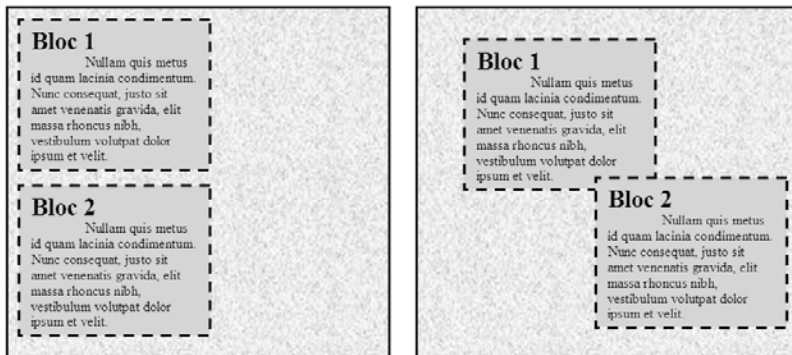 Bloc 1
Nullam quis metus
id quam lacinia condimentum.
Nunc consequat, justo sit
amet venenatis gravida, elit
massa rhoncus nibh,
vestibulum volutpat dolor
ipsum et velit.
Bloc 2
Nullam quis metus
id quam lacinia condimentum.
Nunc consequat, justo sit
amet venenatis gravida, elit
massa rhoncus nibh,
vestibulum volutpat dolor
ipsum et velit.
Bloc 1
Nullam quis metus
id quam lacinia condimentum.
Nunc consequat, justo sit
amet venenatis gravida, elit
massa rhoncus nibh,
vestibulum volutpat dolor
ipsum et velit.
Bloc 2
Nullam quis metus
id quam lacinia condimentum.
Nunc consequat, justo sit
amet venenatis gravida, elit
massa rhoncus nibh,
vestibulum volutpat dolor
ipsum et velit.